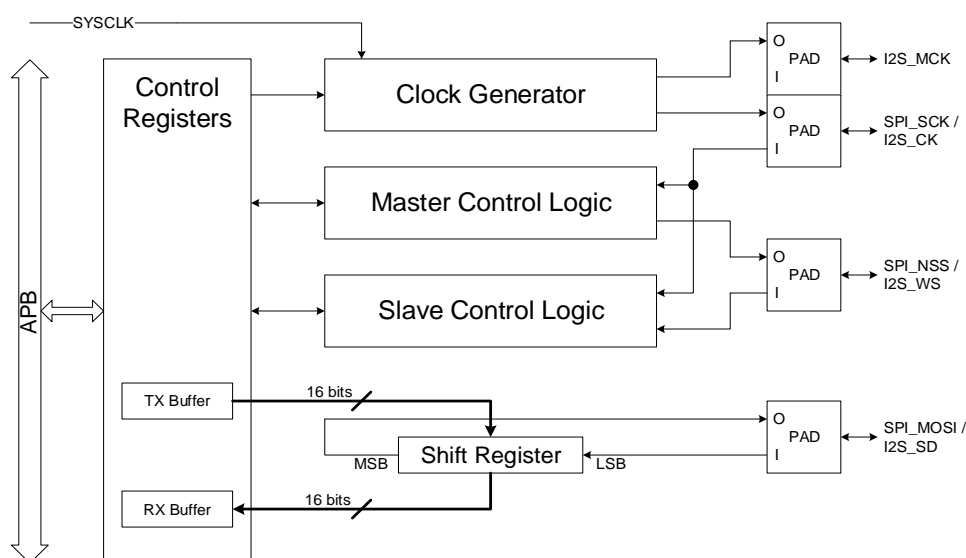 SYSCLK
Control
Registers
Clock Generator
O
PAD
I
I2S_MCK
O
PAD
I
SPI_SCK /
I2S_CK
Master Control Logic
O
PAD
I
SPI_NSS /
I2S_WS
Slave Control Logic
APB
TX Buffer
16 bits
O
PAD
I
SPI_MOSI /
I2S_SD
MSB
Shift Register
LSB
RX Buffer
16 bits